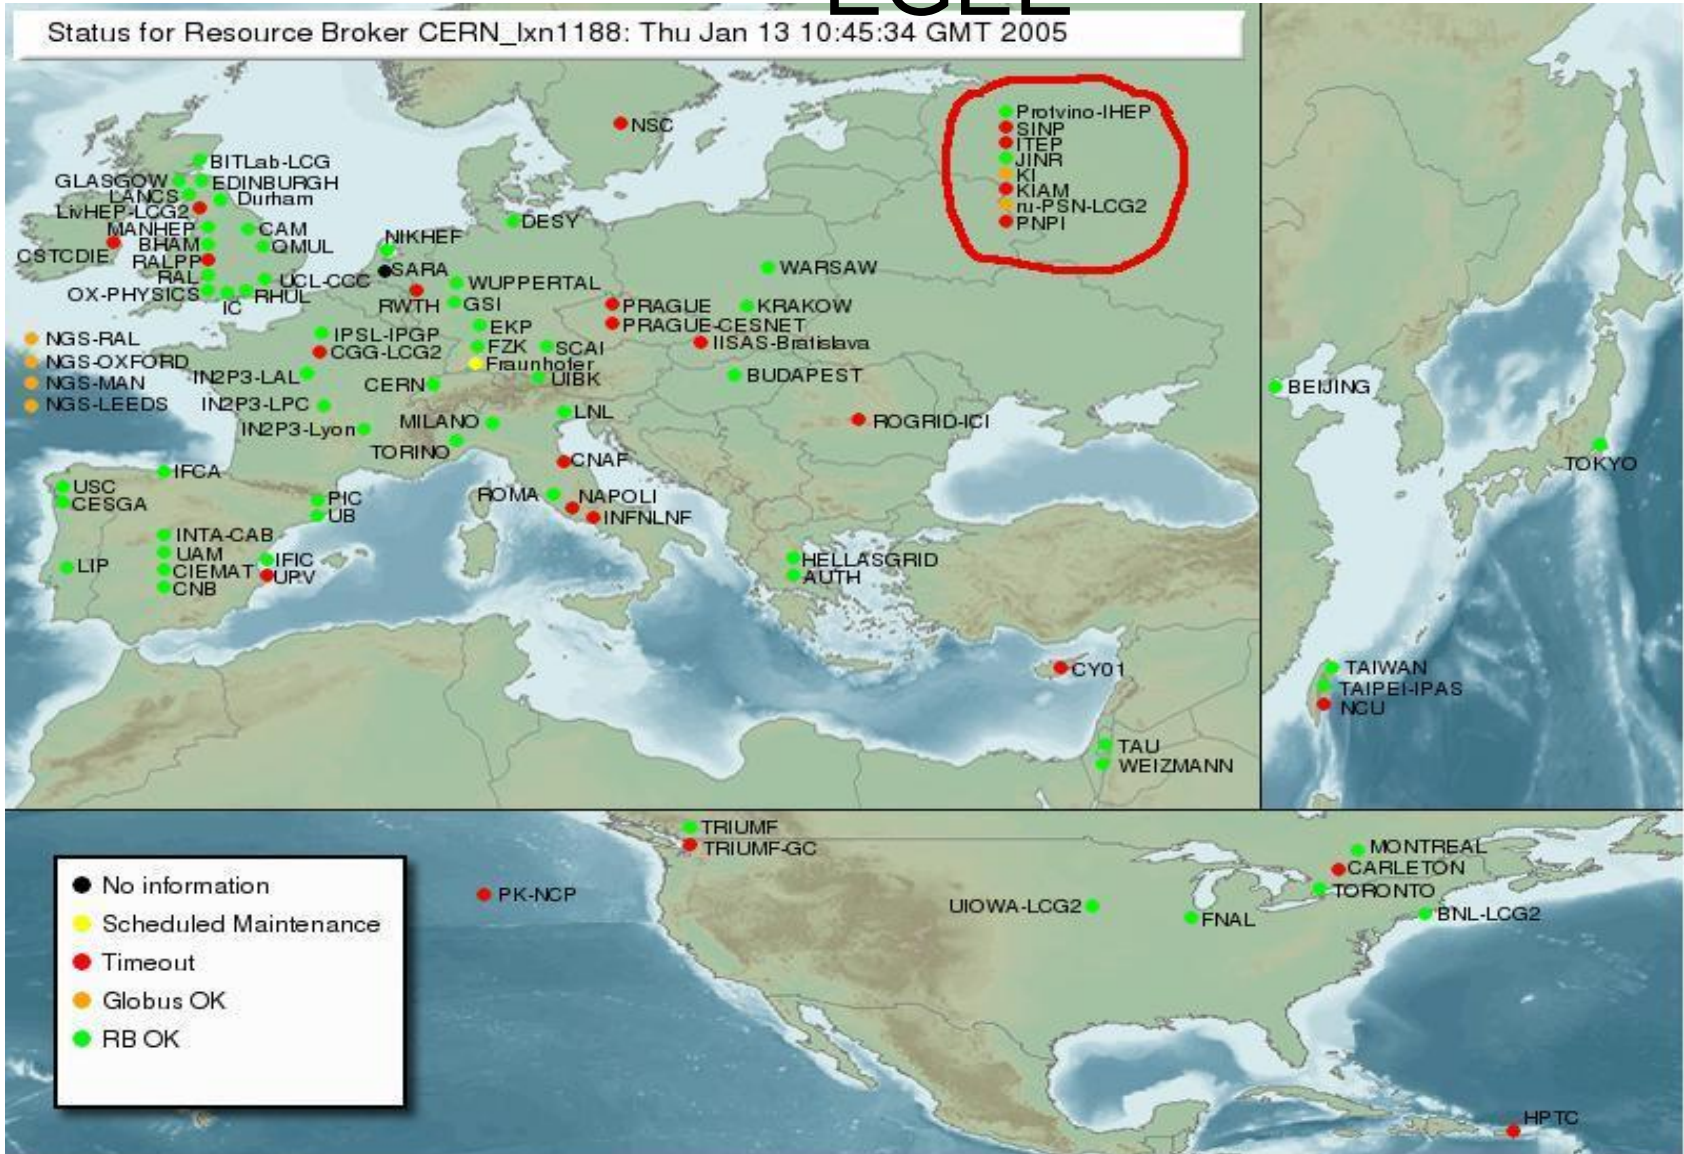 EGEE
Status for Resource Broker CERN_lxn1188: Thu Jan 13 10:45:34 GMT 2005
Protvino-IHEP
SINP
ITEP
JINR
KI
KIAM
ru-PSN-LCG2
PNPI
NSC
BITLab-LCG
GLASGOW
EDINBURGH
LANCS
Durham
LivHEP-LCG2
MANHEP
CAM
BHAM
QMUL
CSTCDIE
RALPP
RAL
UCL-CCC
OX-PHYSICS
IC
RHUL
NIKHEF
DESY
SARA
WUPPERTAL
RWTH
GSI
WARSAW
PRAGUE
KRAKOW
PRAGUE-CESNET
IISAS-Bratislava
EKP
FZK
SCAI
Fraunhofer
UIBK
BUDAPEST
NGS-RAL
NGS-OXFORD
NGS-MAN
NGS-LEEDS
IPSL-IPGP
CGG-LCG2
IN2P3-LAL
CERN
IN2P3-LPC
IN2P3-Lyon
MILANO
LNL
TORINO
ROGRID-ICI
CNAF
IFCA
USC
CESGA
PIC
UB
ROMA
NAPOLI
INFNLNF
INTA-CAB
UAM
CIEMAT
CNB
IFIC
UPV
LIP
HELLASGRID
AUTH
CY01
TAU
WEIZMANN
BEIJING
TOKYO
TAIWAN
TAIPEI-IPAS
NCU
TRIUMF
TRIUMF-GC
PK-NCP
MONTREAL
CARLETON
TORONTO
UIOWA-LCG2
FNAL
BNL-LCG2
HPTC
No information
Scheduled Maintenance
Timeout
Globus OK
RB OK